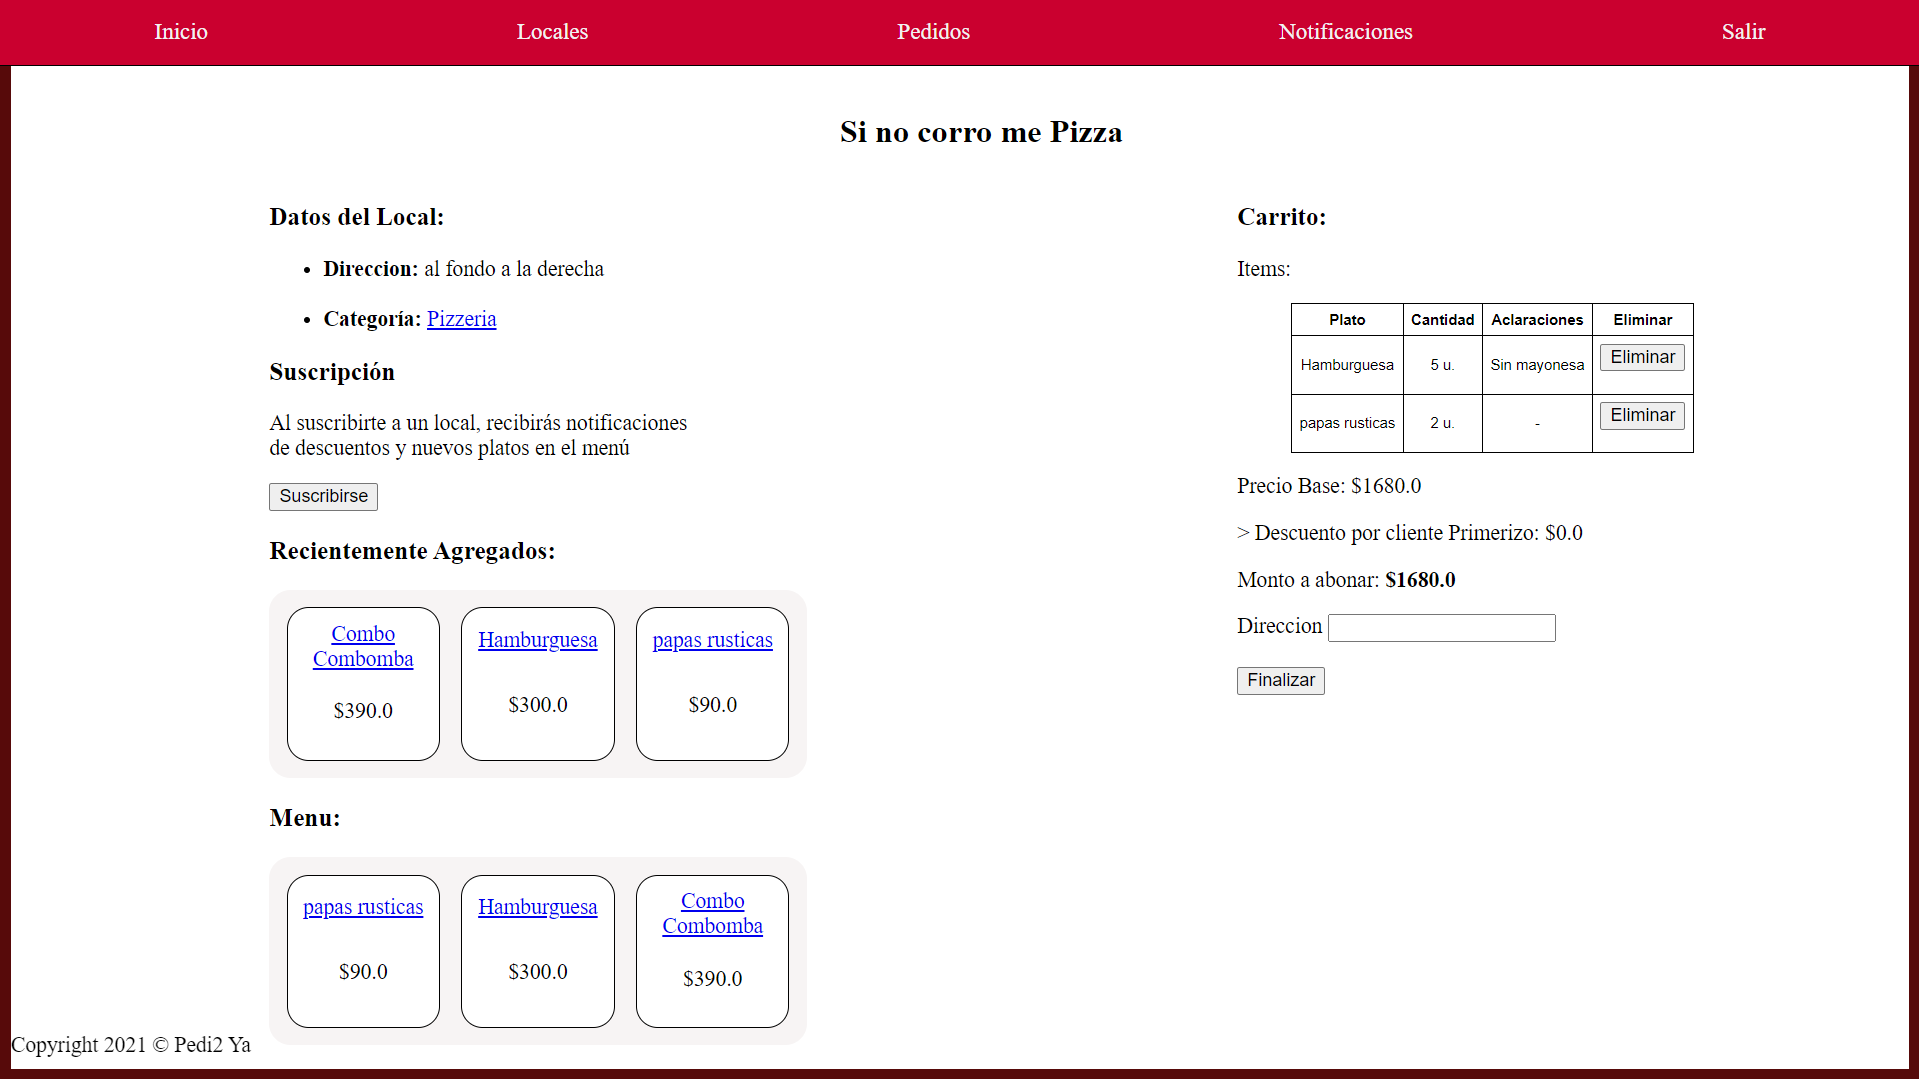 Inicio Locales Pedidos Notificaciones Salir
Si no corro me Pizza
Datos del Local:
• Direccion: al fondo a la derecha
• Categoría: Pizzeria
Suscripción
Al suscribirte a un local, recibirás notificaciones
de descuentos y nuevos platos en el menú
Suscribirse
Recientemente Agregados:
Combo
Combomba
$390.0
Hamburguesa
$300.0
papas rusticas
$90.0
Menu:
papas rusticas
$90.0
Hamburguesa
$300.0
Combo
Combomba
$390.0
Carrito:
Items:
Plato Cantidad Aclaraciones Eliminar
Hamburguesa 5 u. Sin mayonesa Eliminar
papas rusticas 2 u. - Eliminar
Precio Base: $1680.0
> Descuento por cliente Primerizo: $0.0
Monto a abonar: $1680.0
Direccion
Finalizar
Copyright 2021 © Pedi2 Ya